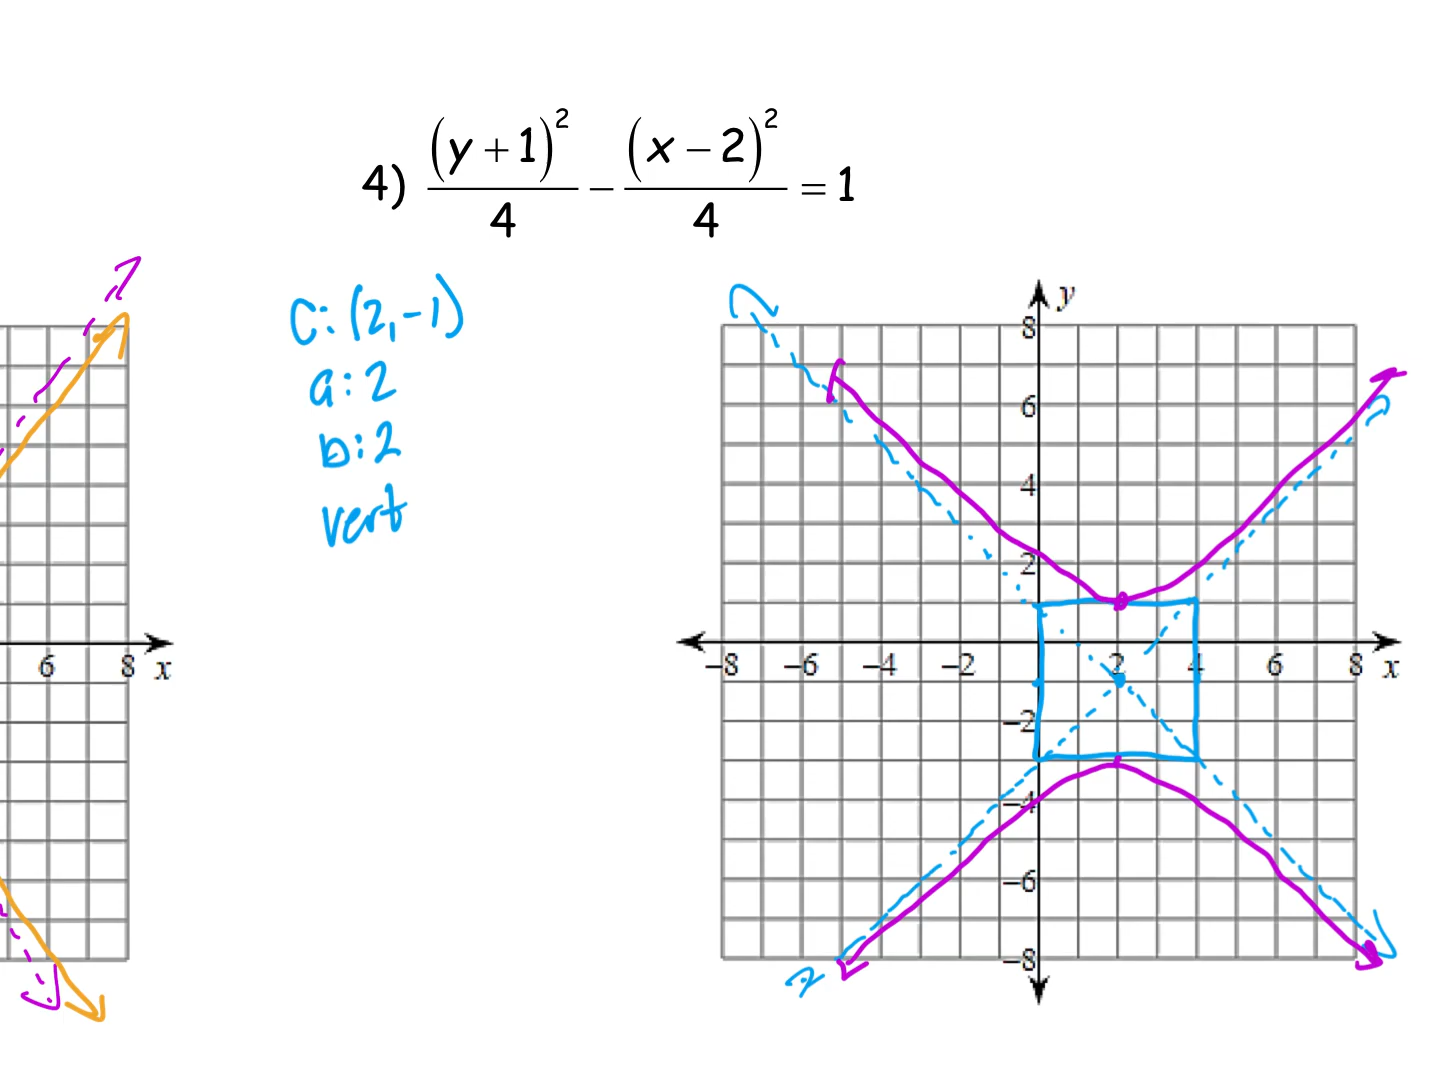 4) (y + 1)²/4 − (x − 2)²/4 = 1
C: (2, -1)
a: 2
b: 2
vert
6 8 x
y
8
6
4
2
−8 −6 −4 −2 2 4 6 8 x
−2
−4
−6
−8